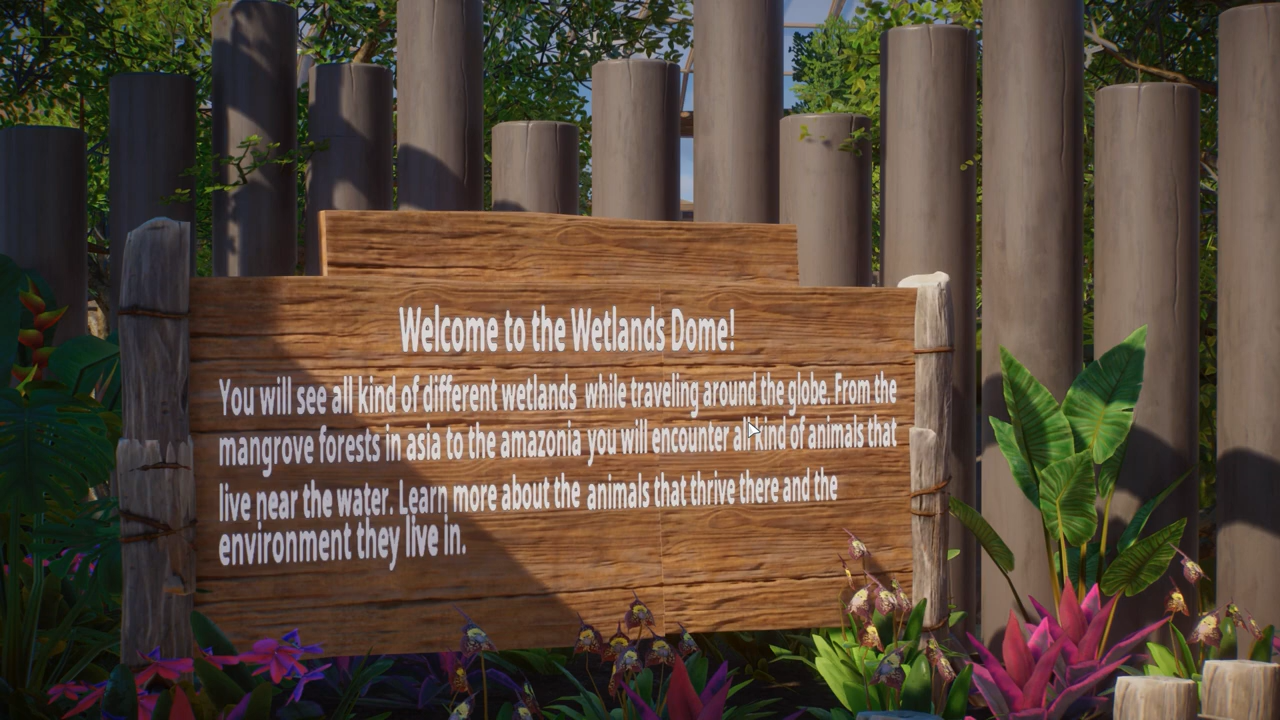 Welcome to the Wetlands Dome!
You will see all kind of different wetlands while traveling around the globe. From the
mangrove forests in asia to the amazonia you will encounter all kind of animals that
live near the water. Learn more about the animals that thrive there and the
environment they live in.